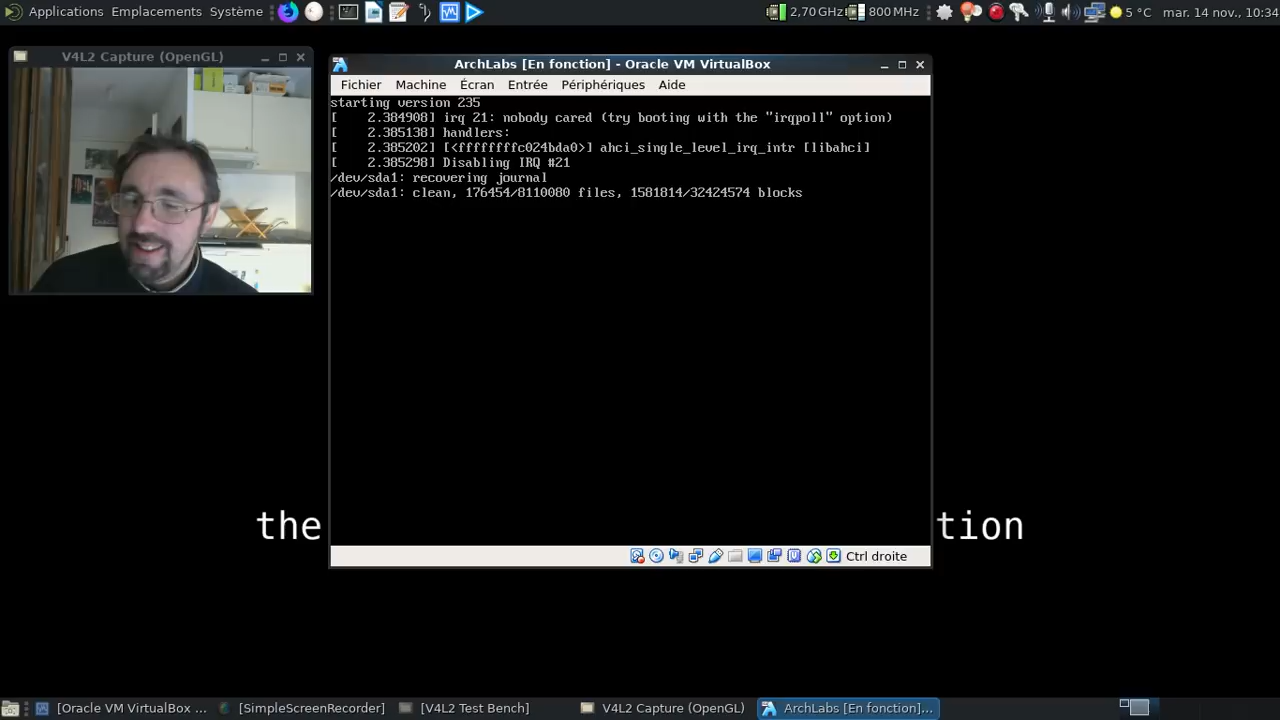 Applications Emplacements Système 2,70 GHz 800 MHz 5 °C mar. 14 nov., 10:34
V4L2 Capture (OpenGL)
ArchLabs [En fonction] - Oracle VM VirtualBox
Fichier Machine Écran Entrée Périphériques Aide
starting version 235
[    2.384908] irq 21: nobody cared (try booting with the "irqpoll" option)
[    2.385138] handlers:
[    2.385202] [<ffffffffc024bda0>] ahci_single_level_irq_intr [libahci]
[    2.385298] Disabling IRQ #21
/dev/sda1: recovering journal
/dev/sda1: clean, 176454/8110080 files, 1581814/32424574 blocks
the tion
Ctrl droite
[Oracle VM VirtualBox ... [SimpleScreenRecorder] [V4L2 Test Bench] V4L2 Capture (OpenGL) ArchLabs [En fonction]...